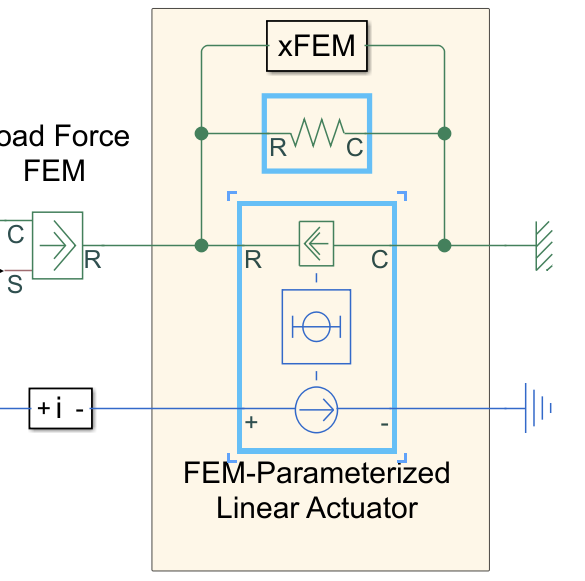 xFEM
R C
oad Force
FEM
C
R
S
R C
+i -
+ -
FEM-Parameterized
Linear Actuator